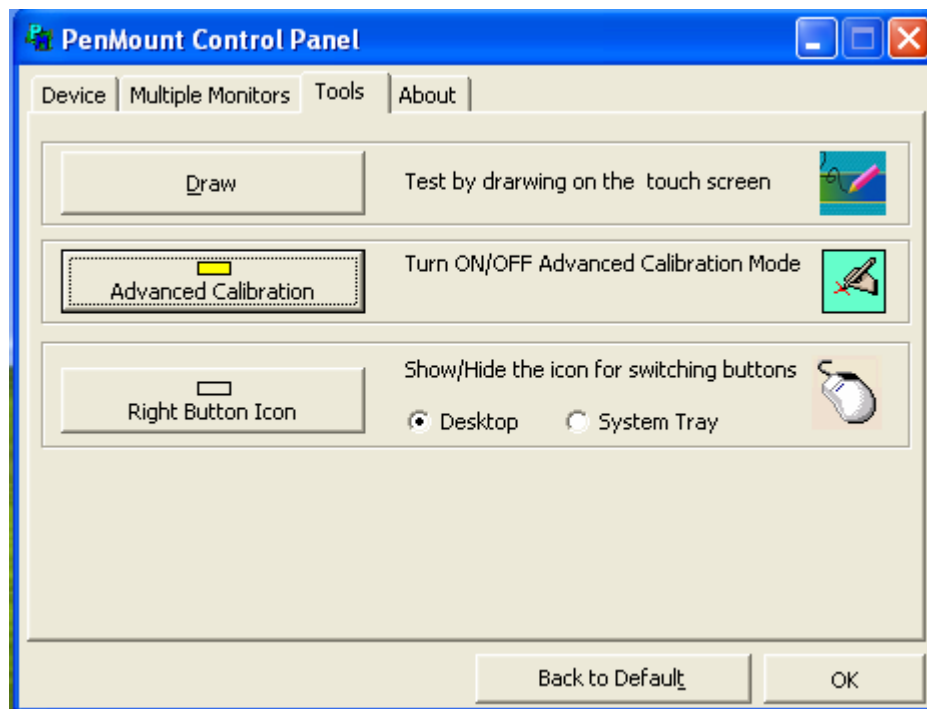 PenMount Control Panel
Device Multiple Monitors Tools About
Draw
Test by drarwing on the touch screen
Advanced Calibration
Turn ON/OFF Advanced Calibration Mode
Right Button Icon
Show/Hide the icon for switching buttons
Desktop System Tray
Back to Default OK